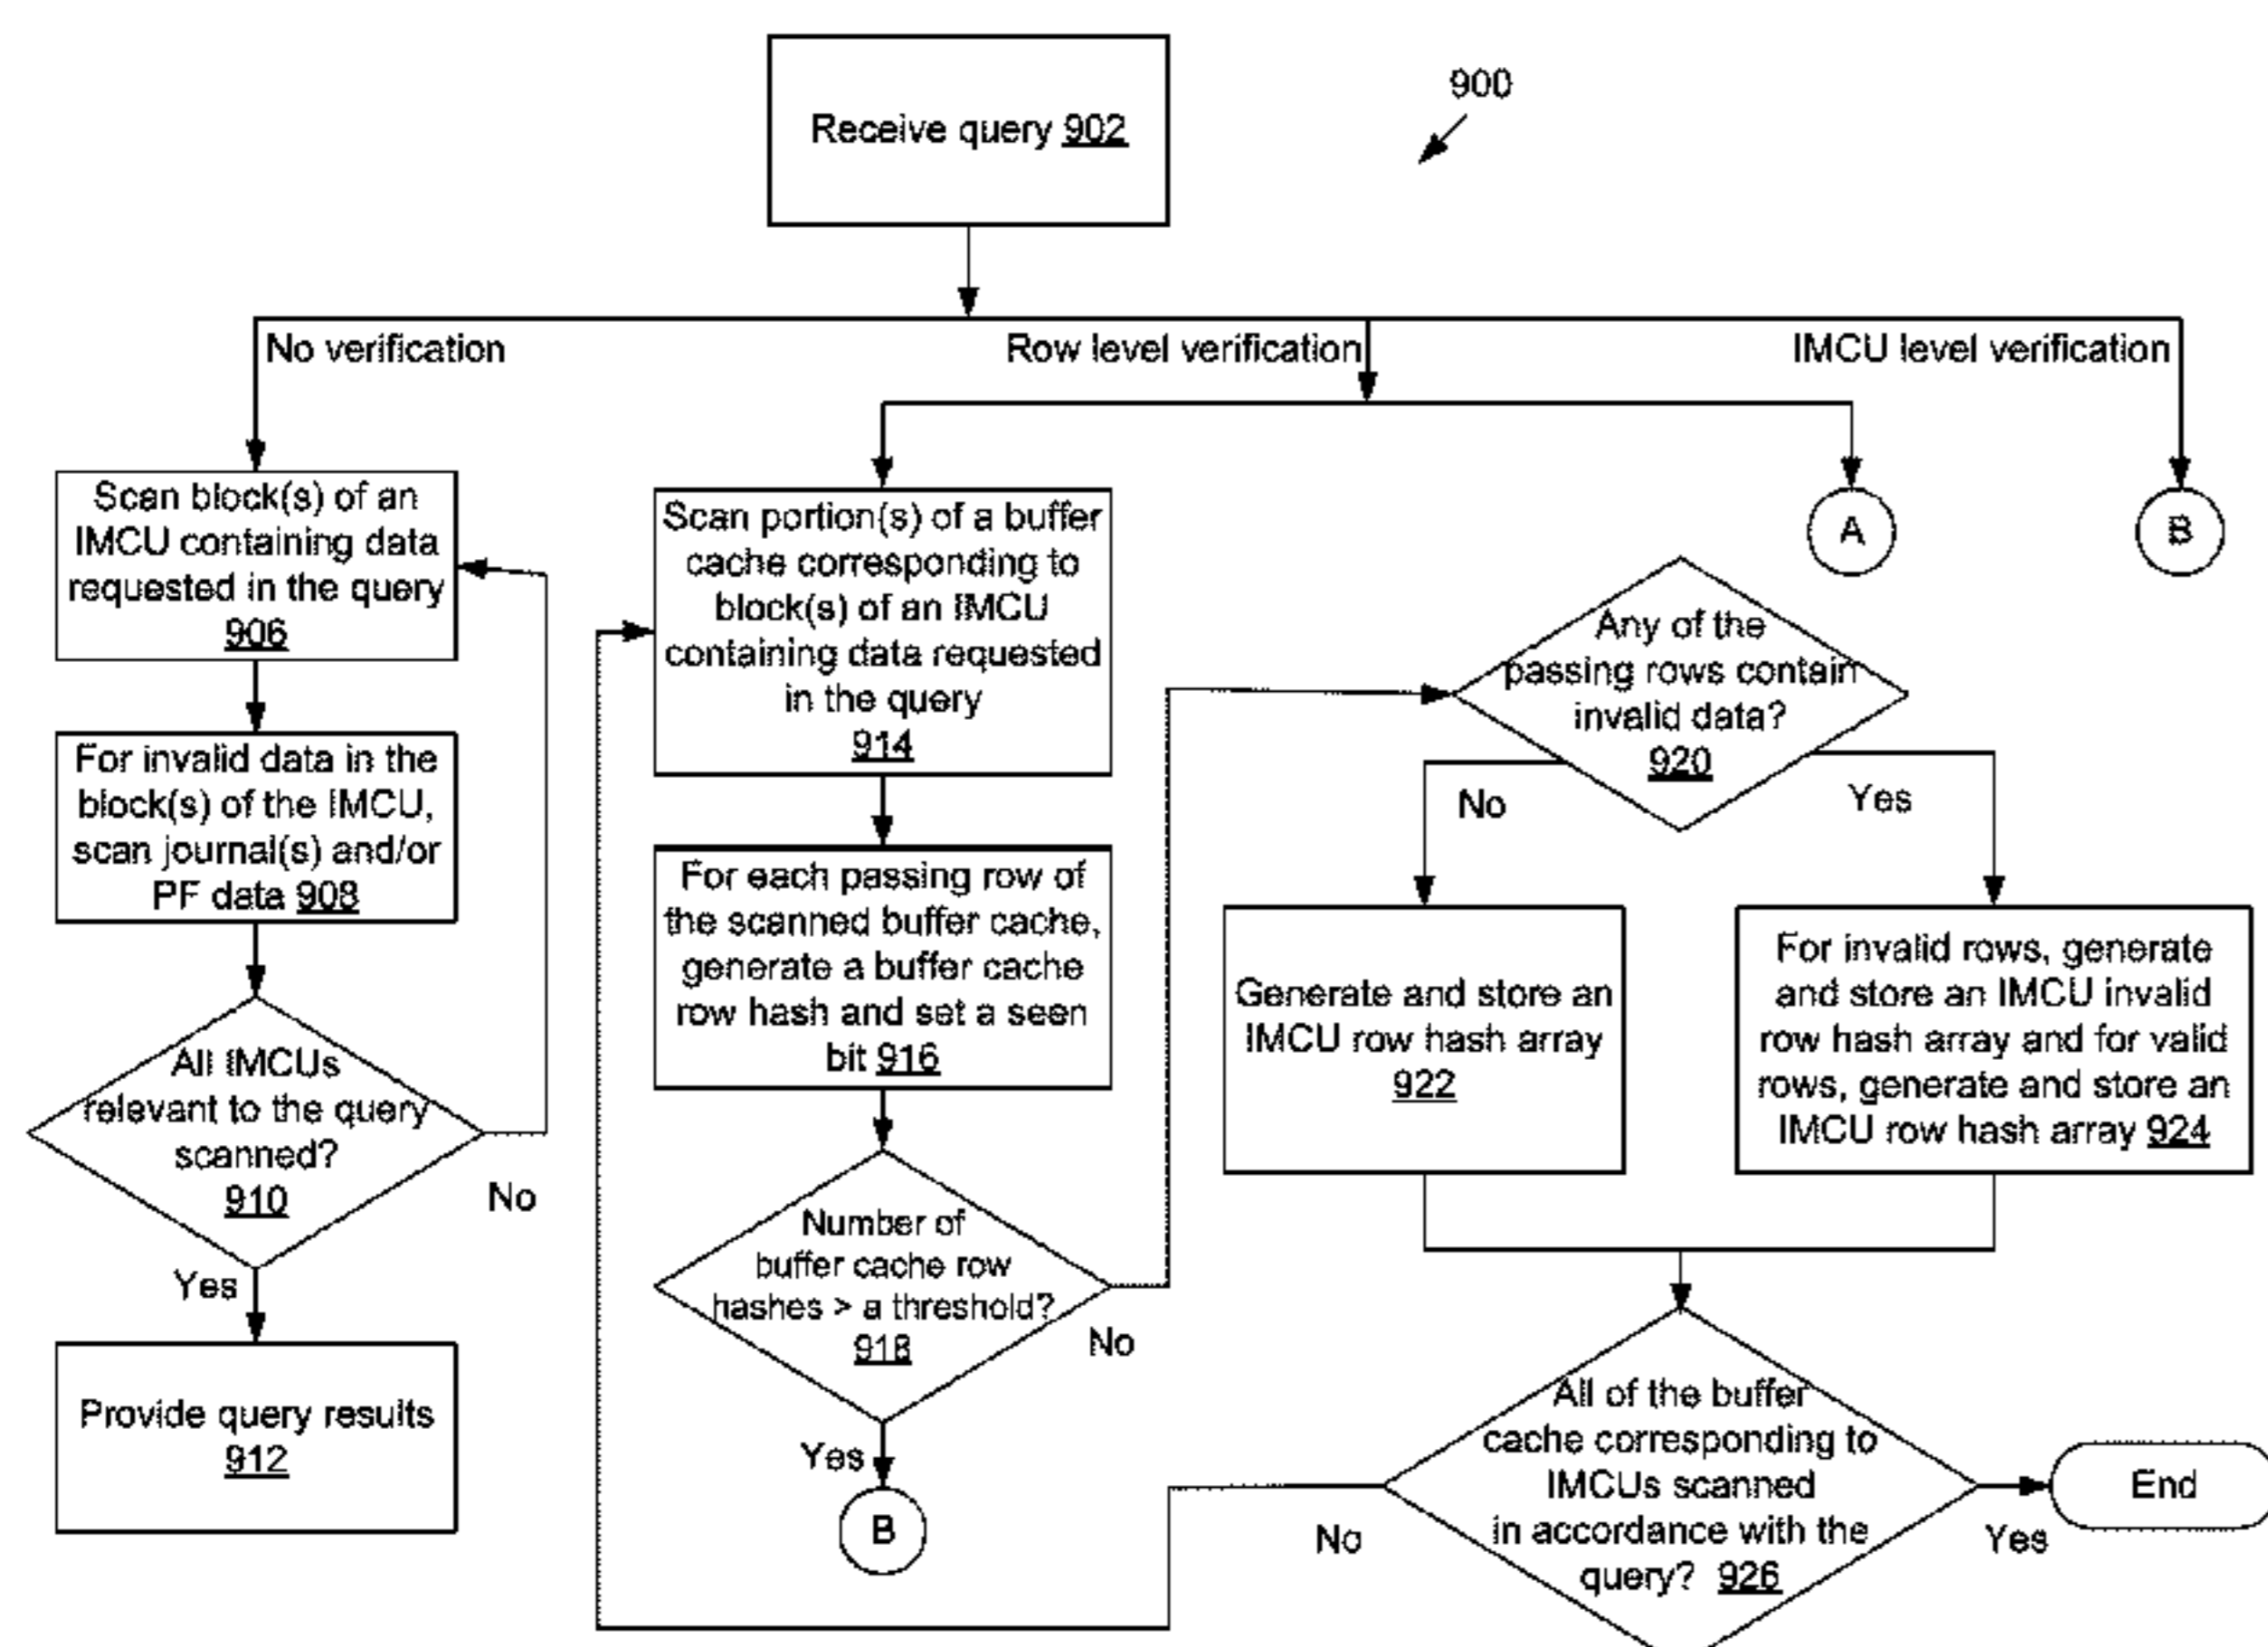 Receive query 902
900
No verification
Row level verification
IMCU level verification
Scan block(s) of an
IMCU containing data
requested in the query
906
For invalid data in the
block(s) of the IMCU,
scan journal(s) and/or
PF data 908
All IMCUs
relevant to the query
scanned?
910
No
Yes
Provide query results
912
Scan portion(s) of a buffer
cache corresponding to
block(s) of an IMCU
containing data requested
in the query
914
For each passing row of
the scanned buffer cache,
generate a buffer cache
row hash and set a seen
bit 916
Number of
buffer cache row
hashes > a threshold?
918
No
Yes
B
A
B
Any of the
passing rows contain
invalid data?
920
No
Yes
Generate and store an
IMCU row hash array
922
For invalid rows, generate
and store an IMCU invalid
row hash array and for valid
rows, generate and store an
IMCU row hash array 924
All of the buffer
cache corresponding to
IMCUs scanned
in accordance with the
query? 926
No
Yes
End